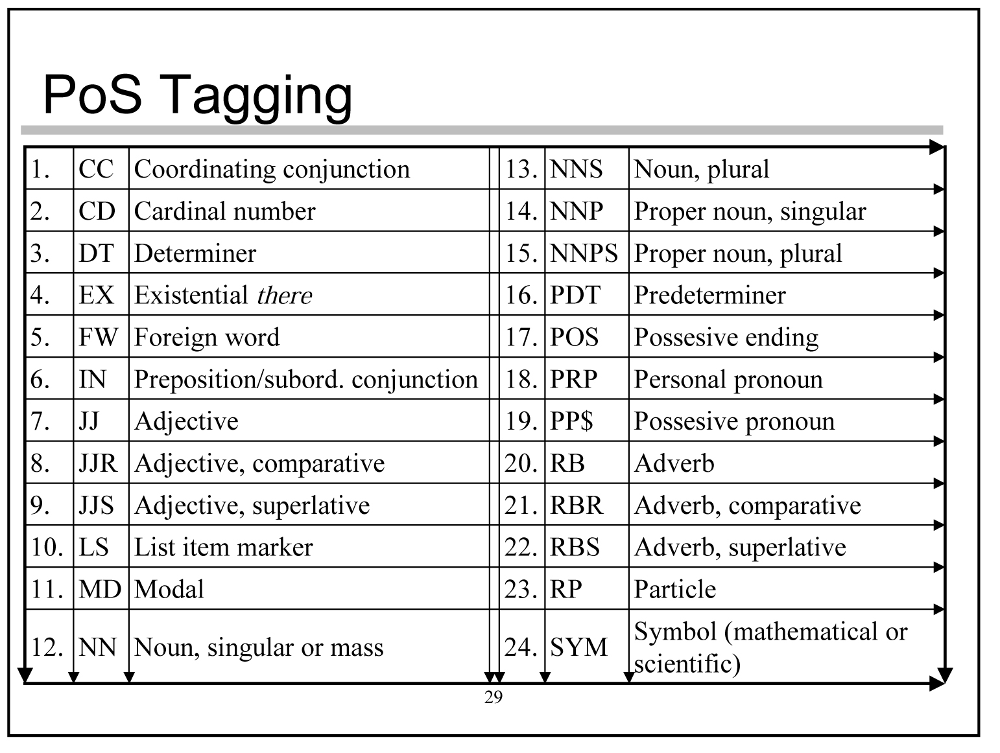 PoS Tagging
1. CC Coordinating conjunction 13. NNS Noun, plural
2. CD Cardinal number 14. NNP Proper noun, singular
3. DT Determiner 15. NNPS Proper noun, plural
4. EX Existential there 16. PDT Predeterminer
5. FW Foreign word 17. POS Possesive ending
6. IN Preposition/subord. conjunction 18. PRP Personal pronoun
7. JJ Adjective 19. PP$ Possesive pronoun
8. JJR Adjective, comparative 20. RB Adverb
9. JJS Adjective, superlative 21. RBR Adverb, comparative
10. LS List item marker 22. RBS Adverb, superlative
11. MD Modal 23. RP Particle
12. NN Noun, singular or mass 24. SYM Symbol (mathematical or
scientific)
29